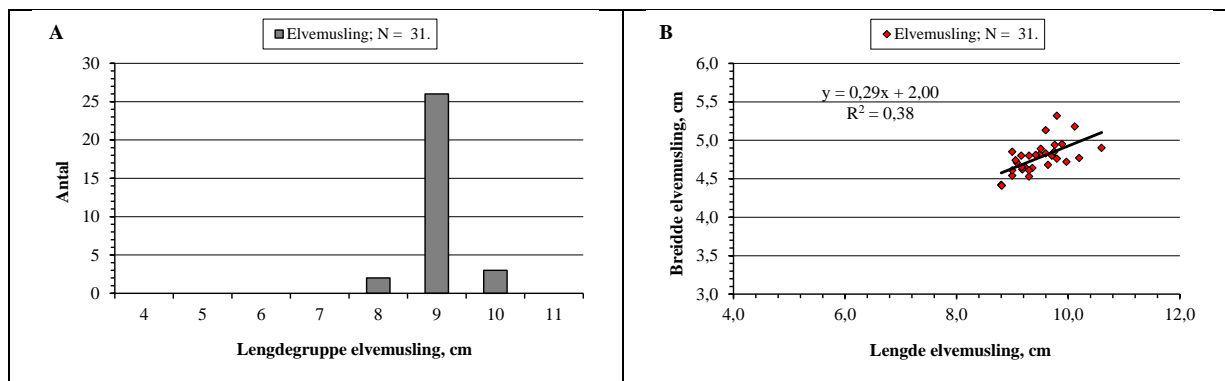 A
Elvemusling; N = 31.
30
25
20
15
10
5
0
Antal
4 5 6 7 8 9 10 11
Lengdegruppe elvemusling, cm
B
Elvemusling; N = 31.
6,0
5,5
5,0
4,5
4,0
3,5
3,0
Breidde elvemusling, cm
y = 0,29x + 2,00
R² = 0,38
4,0 6,0 8,0 10,0 12,0
Lengde elvemusling, cm